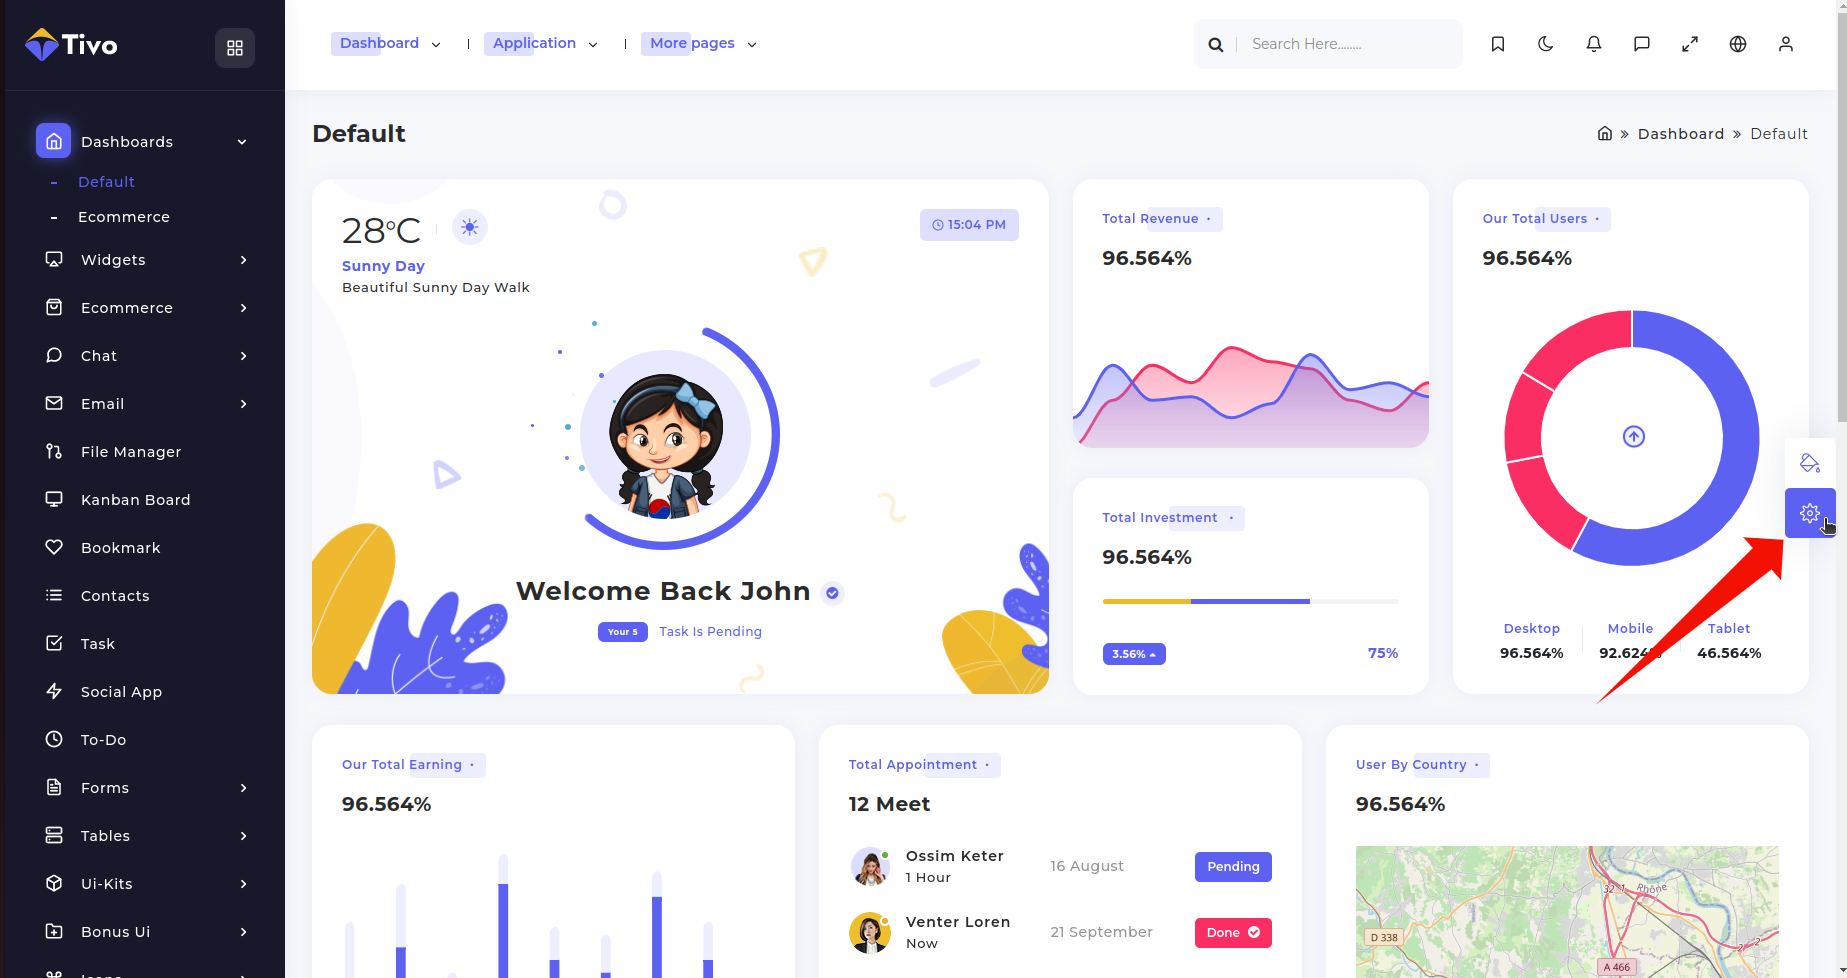 Tivo
Dashboard
Application
More pages
Search Here........
Dashboards
Default
Ecommerce
Widgets
Ecommerce
Chat
Email
File Manager
Kanban Board
Bookmark
Contacts
Task
Social App
To-Do
Forms
Tables
Ui-Kits
Bonus Ui
Default
» Dashboard » Default
28°C
15:04 PM
Sunny Day
Beautiful Sunny Day Walk
Welcome Back John
Your 5 Task Is Pending
Total Revenue
96.564%
Total Investment
96.564%
3.56% 75%
Our Total Users
96.564%
Desktop Mobile Tablet
96.564% 92.624% 46.564%
Our Total Earning
96.564%
Total Appointment
12 Meet
Ossim Keter
1 Hour
16 August
Pending
Venter Loren
Now
21 September
Done
User By Country
96.564%
Rhône
D 338
A 466